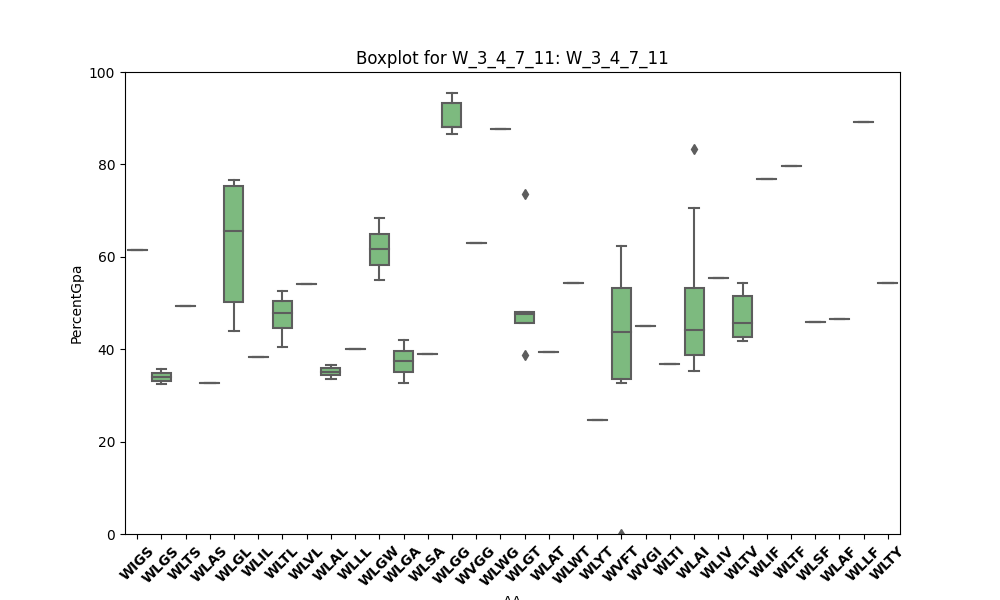 Boxplot for W_3_4_7_11: W_3_4_7_11
100
80
60
40
20
0
PercentGpa
WIGS
WLGS
WLTS
WLAS
WLGL
WLIL
WLTL
WLVL
WLAL
WLLL
WLGW
WLGA
WLSA
WLGG
WVGG
WLWG
WLGT
WLAT
WLWT
WLYT
WVFT
WVGI
WLTI
WLAI
WLIV
WLTV
WLIF
WLTF
WLSF
WLAF
WLLF
WLTY